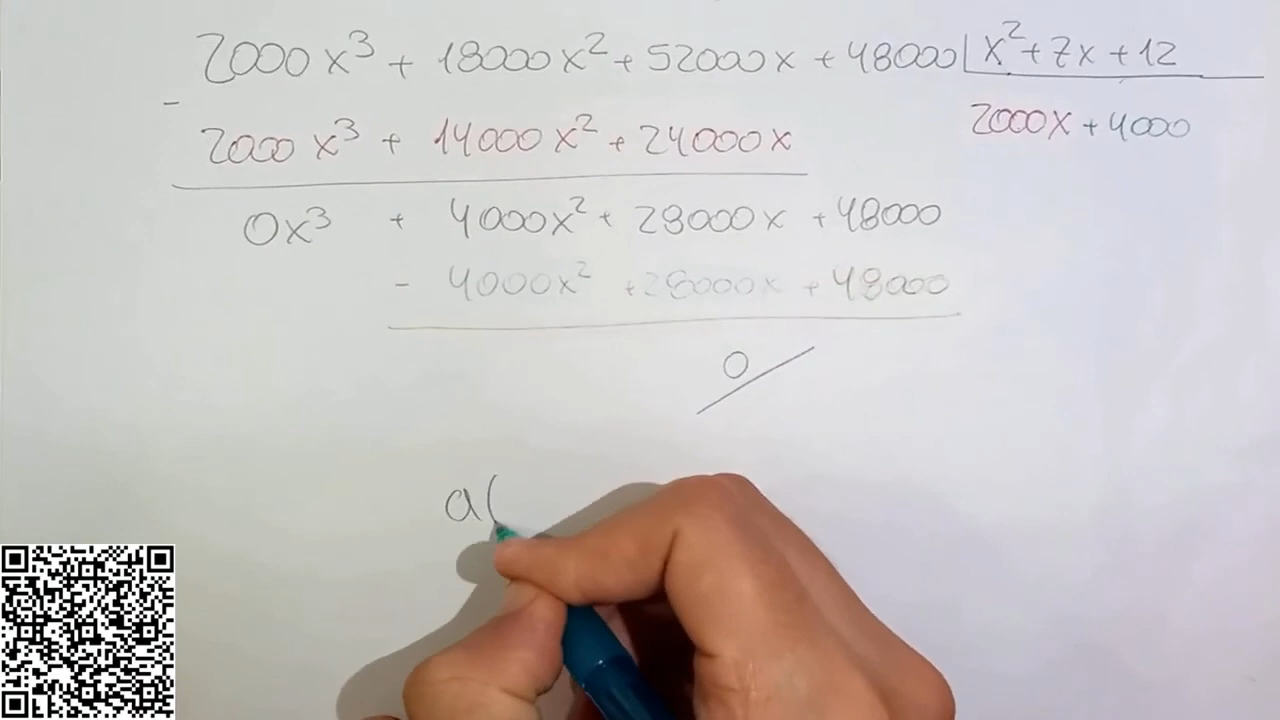 2000x³ + 18000x² + 52000x + 48000 | x² + 7x + 12
- 2000x³ + 14000x² + 24000x 2000x + 4000
0x³ + 4000x² + 28000x + 48000
- 4000x² + 28000x + 48000
0
a(